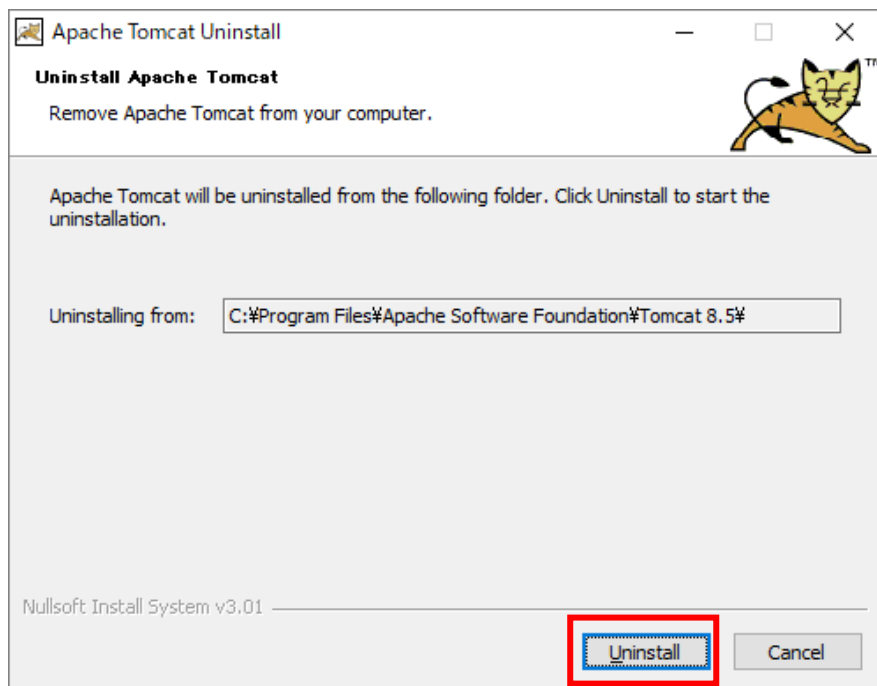 Apache Tomcat Uninstall
Uninstall Apache Tomcat
Remove Apache Tomcat from your computer.
TM
Apache Tomcat will be uninstalled from the following folder. Click Uninstall to start the
uninstallation.
Uninstalling from: C:¥Program Files¥Apache Software Foundation¥Tomcat 8.5¥
Nullsoft Install System v3.01
Uninstall Cancel